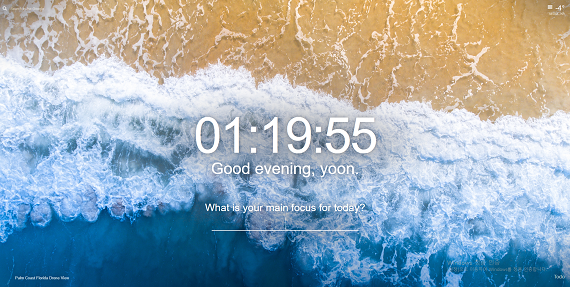 01:19:55
Good evening, yoon.
What is your main focus for today?
Palm Coast Florida Drone View
Todo